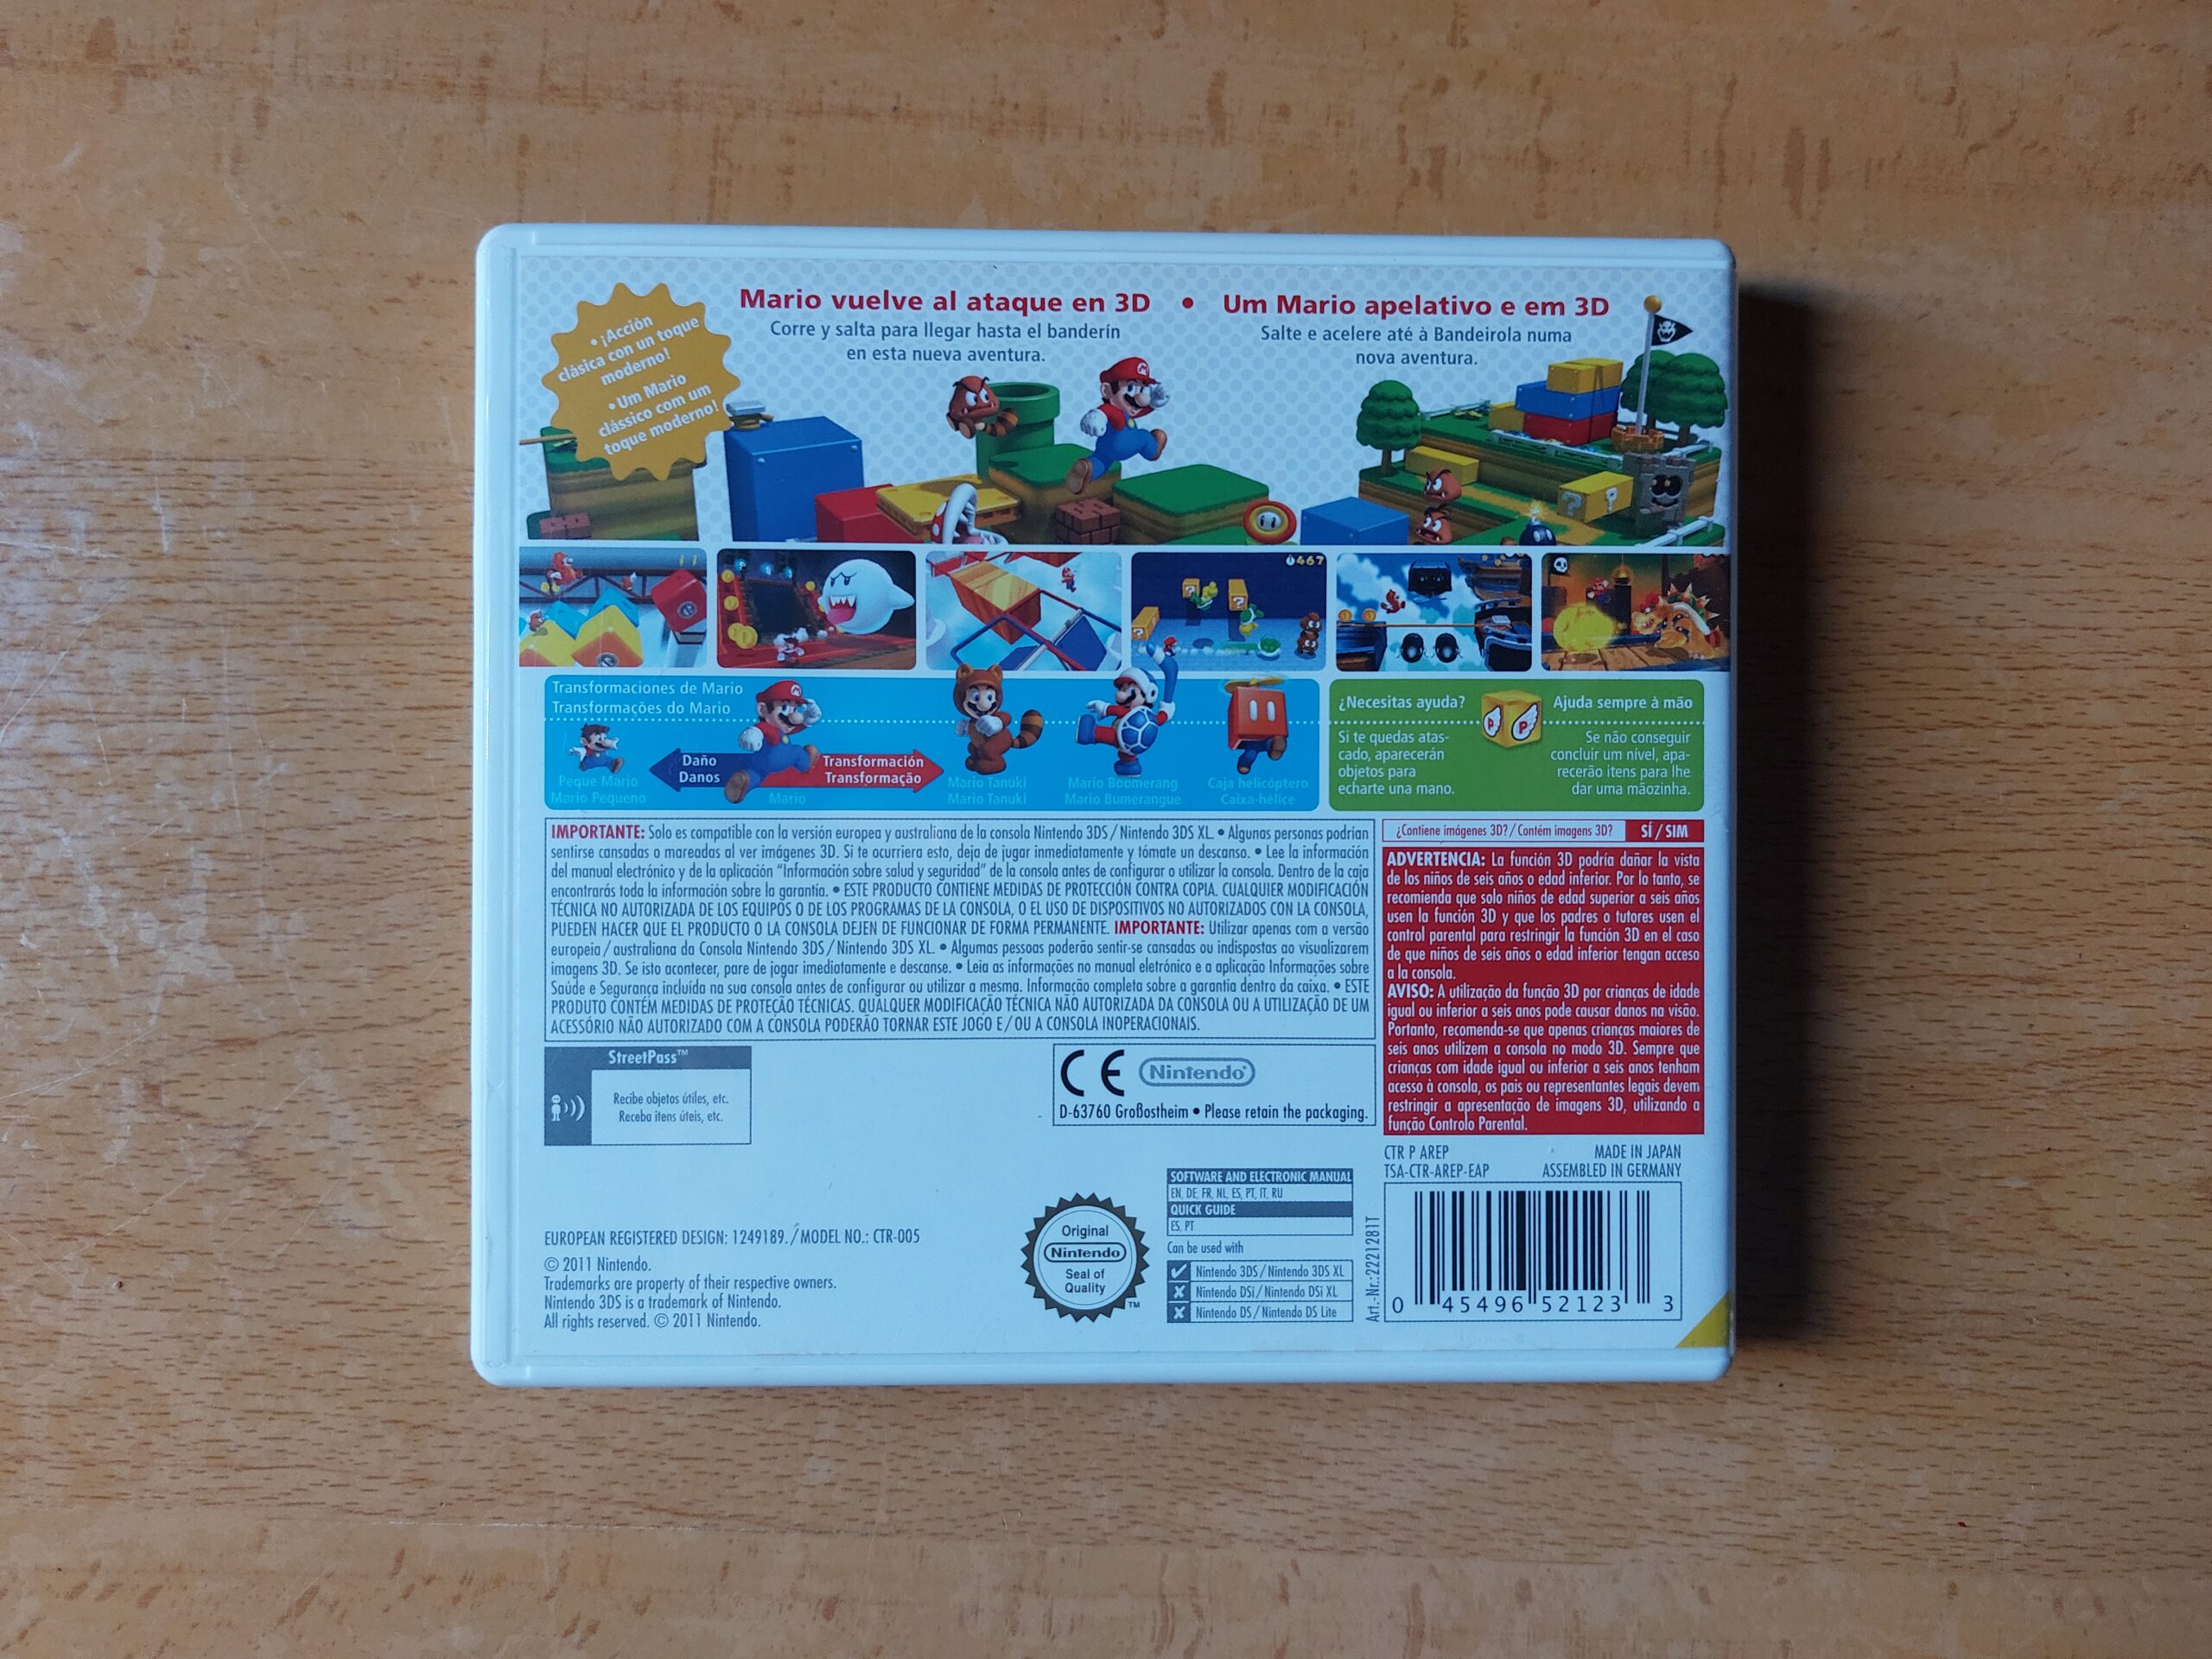 • ¡Acción
clásica con un toque
moderno!
• Um Mario
clássico com um
toque moderno!
Mario vuelve al ataque en 3D • Um Mario apelativo e em 3D
Corre y salta para llegar hasta el banderín
en esta nueva aventura.
Salte e acelere até à Bandeirola numa
nova aventura.
467
Transformaciones de Mario
Transformações do Mario
Peque Mario
Mario Pequeno
Daño
Danos
Mario
Transformación
Transformação
Mario Tanuki
Mario Tanuki
Mario Boomerang
Mario Bumerangue
Caja helicóptero
Caixa-hélice
¿Necesitas ayuda?
Si te quedas atas-
cado, aparecerán
objetos para
echarte una mano.
P P
Ajuda sempre à mão
Se não conseguir
concluir um nível, apa-
recerão itens para lhe
dar uma mãozinha.
IMPORTANTE: Solo es compatible con la versión europea y australiana de la consola Nintendo 3DS / Nintendo 3DS XL. • Algunas personas podrían
sentirse cansadas o mareadas al ver imágenes 3D. Si te ocurriera esto, deja de jugar inmediatamente y tómate un descanso. • Lee la información
del manual electrónico y de la aplicación “Información sobre salud y seguridad” de la consola antes de configurar o utilizar la consola. Dentro de la caja
encontrarás toda la información sobre la garantía. • ESTE PRODUCTO CONTIENE MEDIDAS DE PROTECCIÓN CONTRA COPIA. CUALQUIER MODIFICACIÓN
TÉCNICA NO AUTORIZADA DE LOS EQUIPOS O DE LOS PROGRAMAS DE LA CONSOLA, O EL USO DE DISPOSITIVOS NO AUTORIZADOS CON LA CONSOLA,
PUEDEN HACER QUE EL PRODUCTO O LA CONSOLA DEJEN DE FUNCIONAR DE FORMA PERMANENTE. IMPORTANTE: Utilizar apenas com a versão
europeia / australiana da Consola Nintendo 3DS / Nintendo 3DS XL. • Algumas pessoas poderão sentir-se cansadas ou indispostas ao visualizarem
imagens 3D. Se isto acontecer, pare de jogar imediatamente e descanse. • Leia as informações no manual eletrónico e a aplicação Informações sobre
Saúde e Segurança incluída na sua consola antes de configurar ou utilizar a mesma. Informação completa sobre a garantia dentro da caixa. • ESTE
PRODUTO CONTÉM MEDIDAS DE PROTEÇÃO TÉCNICAS. QUALQUER MODIFICAÇÃO TÉCNICA NÃO AUTORIZADA DA CONSOLA OU A UTILIZAÇÃO DE UM
ACESSÓRIO NÃO AUTORIZADO COM A CONSOLA PODERÃO TORNAR ESTE JOGO E / OU A CONSOLA INOPERACIONAIS.
¿Contiene imágenes 3D? / Contém imagens 3D? SÍ / SIM
ADVERTENCIA: La función 3D podría dañar la vista
de los niños de seis años o edad inferior. Por lo tanto, se
recomienda que solo niños de edad superior a seis años
usen la función 3D y que los padres o tutores usen el
control parental para restringir la función 3D en el caso
de que niños de seis años o edad inferior tengan acceso
a la consola.
AVISO: A utilização da função 3D por crianças de idade
igual ou inferior a seis anos pode causar danos na visão.
Portanto, recomenda-se que apenas crianças maiores de
seis anos utilizem a consola no modo 3D. Sempre que
crianças com idade igual ou inferior a seis anos tenham
acesso à consola, os pais ou representantes legais devem
restringir a apresentação de imagens 3D, utilizando a
função Controlo Parental.
StreetPass™
Recibe objetos útiles, etc.
Receba itens úteis, etc.
CE Nintendo®
D-63760 Großostheim • Please retain the packaging.
CTR P AREP
TSA-CTR-AREP-EAP
MADE IN JAPAN
ASSEMBLED IN GERMANY
EUROPEAN REGISTERED DESIGN: 1249189. / MODEL NO.: CTR-005
© 2011 Nintendo.
Trademarks are property of their respective owners.
Nintendo 3DS is a trademark of Nintendo.
All rights reserved. © 2011 Nintendo.
Original
Nintendo
Seal of
Quality
TM
SOFTWARE AND ELECTRONIC MANUAL
EN, DE, FR, NL, ES, PT, IT, RU
QUICK GUIDE
ES, PT
Can be used with
Nintendo 3DS / Nintendo 3DS XL
Nintendo DSi / Nintendo DSi XL
Nintendo DS / Nintendo DS Lite
Art.-Nr.:2221281T
0 45496 52123 3